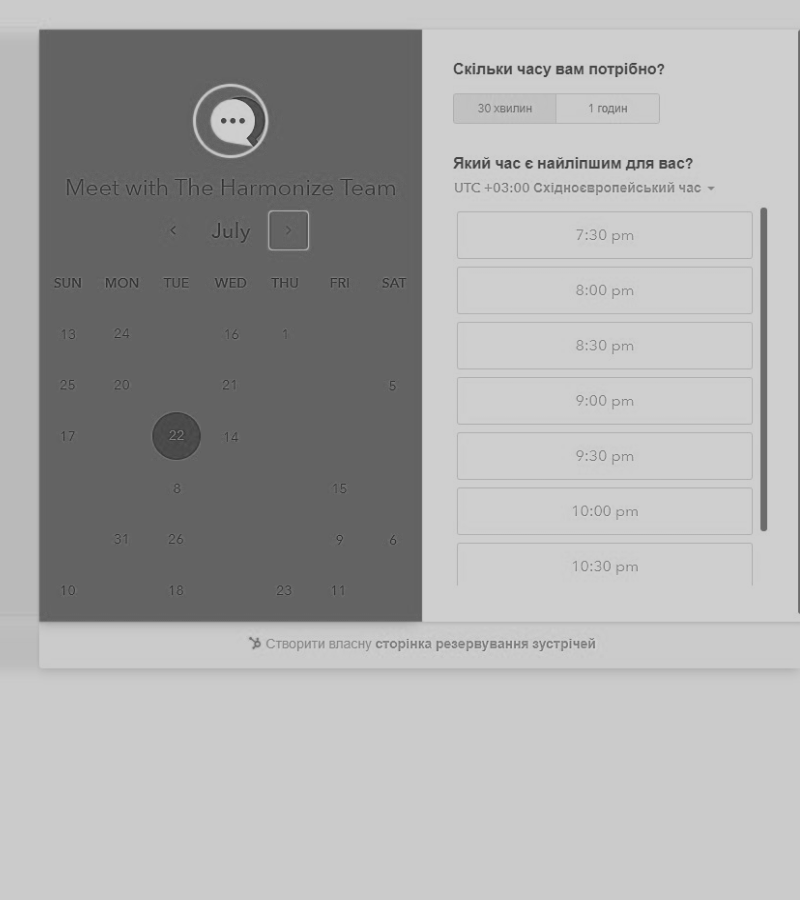 Meet with The Harmonize Team
July
SUN MON TUE WED THU FRI SAT
13 24 16 1
25 20 21 5
17 22 14
8 15
31 26 9 6
10 18 23 11
Скільки часу вам потрібно?
30 хвилин 1 годин
Який час є найліпшим для вас?
UTC +03:00 Східноєвропейський час
7:30 pm
8:00 pm
8:30 pm
9:00 pm
9:30 pm
10:00 pm
10:30 pm
Створити власну сторінка резервування зустрічей